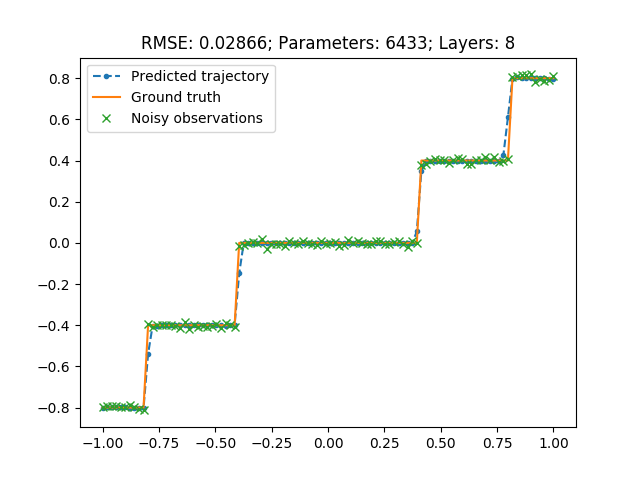 RMSE: 0.02866; Parameters: 6433; Layers: 8
Predicted trajectory
Ground truth
Noisy observations
0.8
0.6
0.4
0.2
0.0
−0.2
−0.4
−0.6
−0.8
−1.00 −0.75 −0.50 −0.25 0.00 0.25 0.50 0.75 1.00